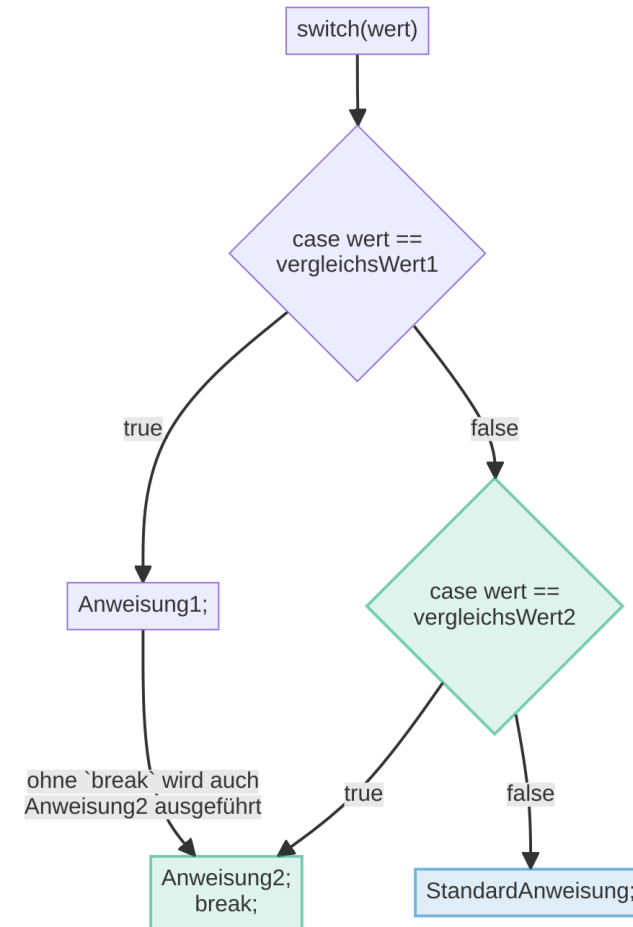 switch(wert)
case wert ==
vergleichsWert1
true
false
Anweisung1;
case wert ==
vergleichsWert2
ohne `break` wird auch
Anweisung2 ausgeführt
true
false
Anweisung2;
break;
StandardAnweisung;